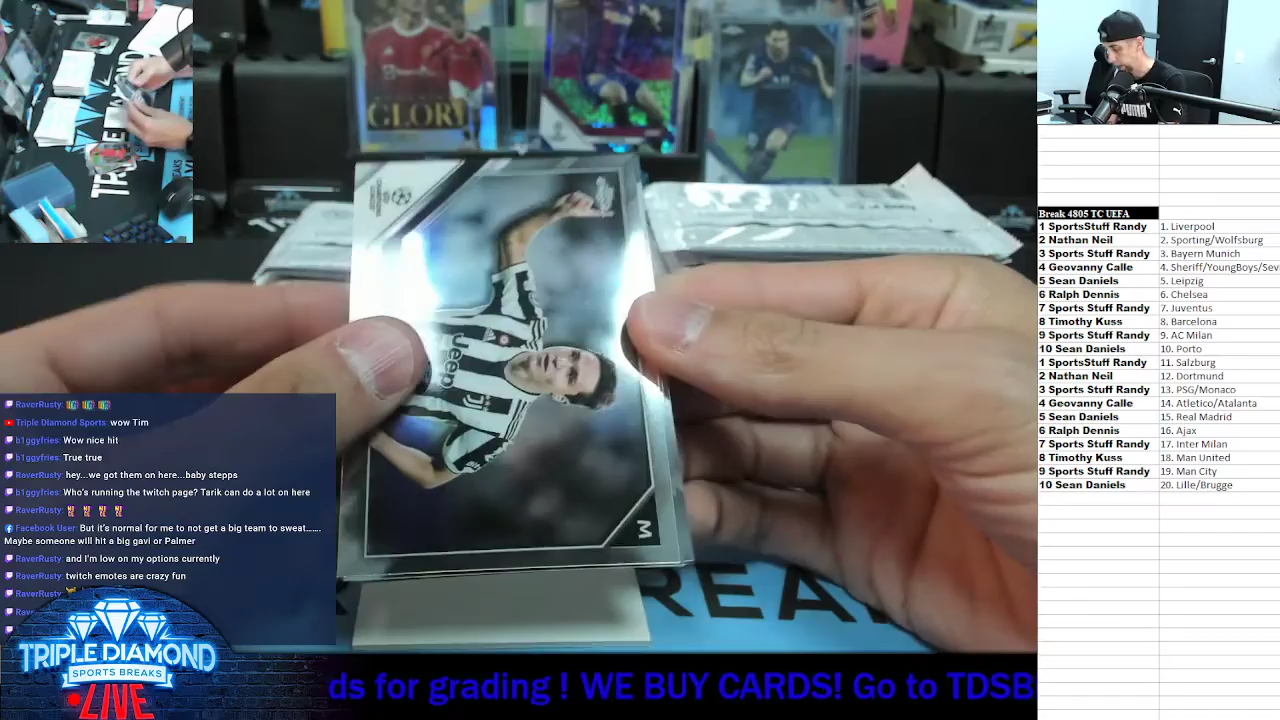 GLORY
UEFA
CHAMPIONS
LEAGUE
Jeep
M
PUMA
REA
RaverRusty:
Triple Diamond Sports: wow Tim
b1ggyfries: Wow nice hit
b1ggyfries: True true
RaverRusty: hey...we got them on here...baby stepps
b1ggyfries: Who's running the twitch page? Tarik can do a lot on here
RaverRusty:
Facebook User: But it's normal for me to not get a big team to sweat.......
Maybe someone will hit a big gavi or Palmer
RaverRusty: and I'm low on my options currently
RaverRusty: twitch emotes are crazy fun
RaverRusty:
Rave
TRIPLE DIAMOND
SPORTS BREAKS
LIVE
ds for grading ! WE BUY CARDS! Go to TDSB
Break 4805 TC UEFA
1 SportsStuff Randy 1. Liverpool
2 Nathan Neil 2. Sporting/Wolfsburg
3 Sports Stuff Randy 3. Bayern Munich
4 Geovanny Calle 4. Sheriff/YoungBoys/Sev
5 Sean Daniels 5. Leipzig
6 Ralph Dennis 6. Chelsea
7 Sports Stuff Randy 7. Juventus
8 Timothy Kuss 8. Barcelona
9 Sports Stuff Randy 9. AC Milan
10 Sean Daniels 10. Porto
1 SportsStuff Randy 11. Salzburg
2 Nathan Neil 12. Dortmund
3 Sports Stuff Randy 13. PSG/Monaco
4 Geovanny Calle 14. Atletico/Atalanta
5 Sean Daniels 15. Real Madrid
6 Ralph Dennis 16. Ajax
7 Sports Stuff Randy 17. Inter Milan
8 Timothy Kuss 18. Man United
9 Sports Stuff Randy 19. Man City
10 Sean Daniels 20. Lille/Brugge